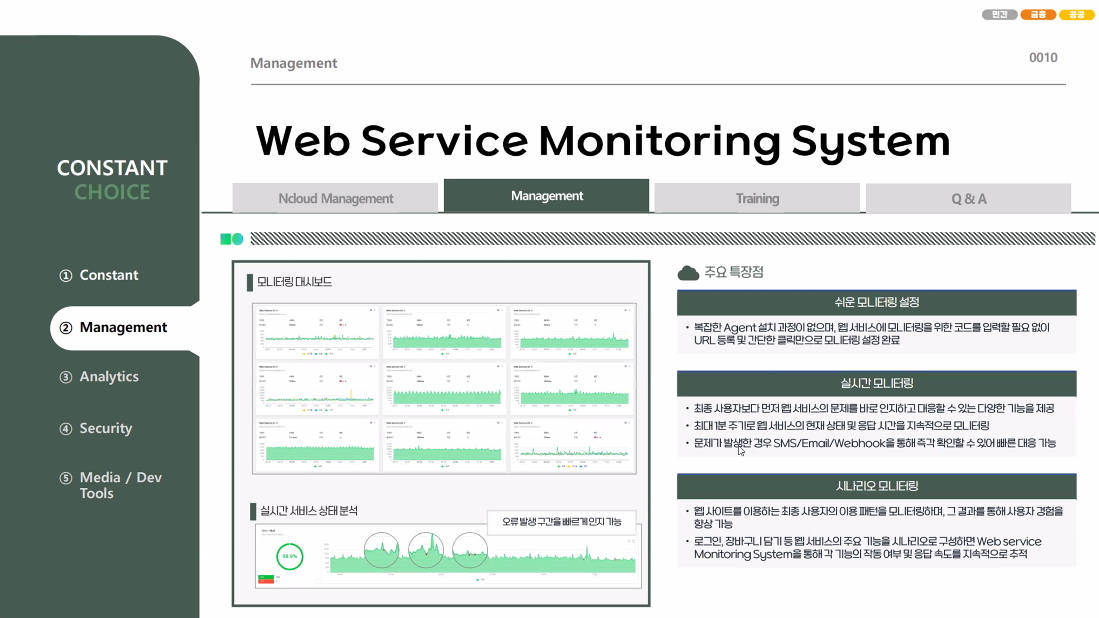 민간 금융 공공
Management
0010
Web Service Monitoring System
CONSTANT
CHOICE
Ncloud Management
Management
Training
Q & A
① Constant
② Management
③ Analytics
④ Security
⑤ Media / Dev
Tools
모니터링 대시보드
실시간 서비스 상태 분석
오류 발생 구간을 빠르게 인지 가능
99.9%
주요 특장점
쉬운 모니터링 설정
• 복잡한 Agent 설치 과정이 없으며, 웹 서비스에 모니터링을 위한 코드를 입력할 필요 없이
URL 등록 및 간단한 클릭만으로 모니터링 설정 완료
실시간 모니터링
• 최종 사용자보다 먼저 웹 서비스의 문제를 바로 인지하고 대응할 수 있는 다양한 기능을 제공
• 최대 1분 주기로 웹 서비스의 현재 상태 및 응답 시간을 지속적으로 모니터링
• 문제가 발생한 경우 SMS/Email/Webhook을 통해 즉각 확인할 수 있어 빠른 대응 가능
시나리오 모니터링
• 웹 사이트를 이용하는 최종 사용자의 이용 패턴을 모니터링하며, 그 결과를 통해 사용자 경험을
향상 가능
• 로그인, 장바구니 담기 등 웹 서비스의 주요 기능을 시나리오로 구성하면 Web service
Monitoring System을 통해 각 기능의 작동 여부 및 응답 속도를 지속적으로 추적